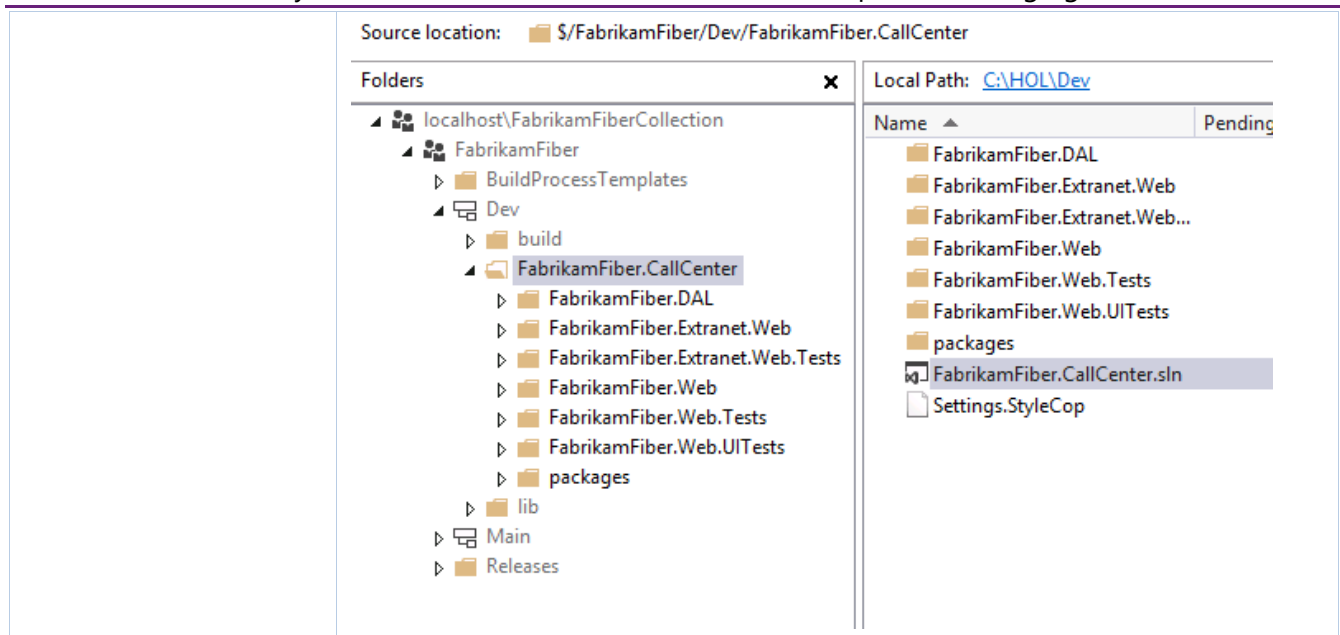 Source location: $/FabrikamFiber/Dev/FabrikamFiber.CallCenter
Folders
localhost\FabrikamFiberCollection
FabrikamFiber
BuildProcessTemplates
Dev
build
FabrikamFiber.CallCenter
FabrikamFiber.DAL
FabrikamFiber.Extranet.Web
FabrikamFiber.Extranet.Web.Tests
FabrikamFiber.Web
FabrikamFiber.Web.Tests
FabrikamFiber.Web.UITests
packages
lib
Main
Releases
Local Path: C:\HOL\Dev
Name Pending
FabrikamFiber.DAL
FabrikamFiber.Extranet.Web
FabrikamFiber.Extranet.Web...
FabrikamFiber.Web
FabrikamFiber.Web.Tests
FabrikamFiber.Web.UITests
packages
FabrikamFiber.CallCenter.sln
Settings.StyleCop